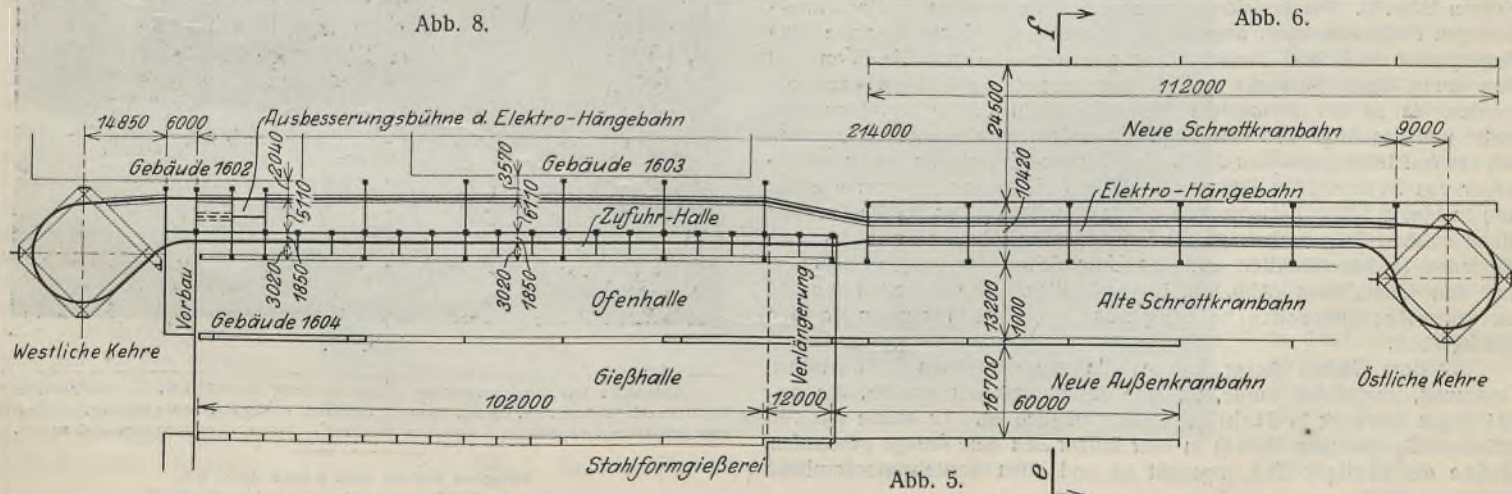 Abb. 8.
f
Abb. 6.
112000
24500
14850
6000
Ausbesserungsbühne d. Elektro-Hängebahn
214000
Neue Schrottkranbahn
9000
Gebäude 1602
2040
3570
Gebäude 1603
10420
5110
6110
Elektro-Hängebahn
Zufuhr-Halle
3020
1850
3020
1850
Vorbau
Ofenhalle
Verlängerung
13200
1000
Alte Schrottkranbahn
Gebäude 1604
Westliche Kehre
Gießhalle
16700
Neue Außenkranbahn
Östliche Kehre
102000
12000
60000
Stahlformgießerei
Abb. 5.
e